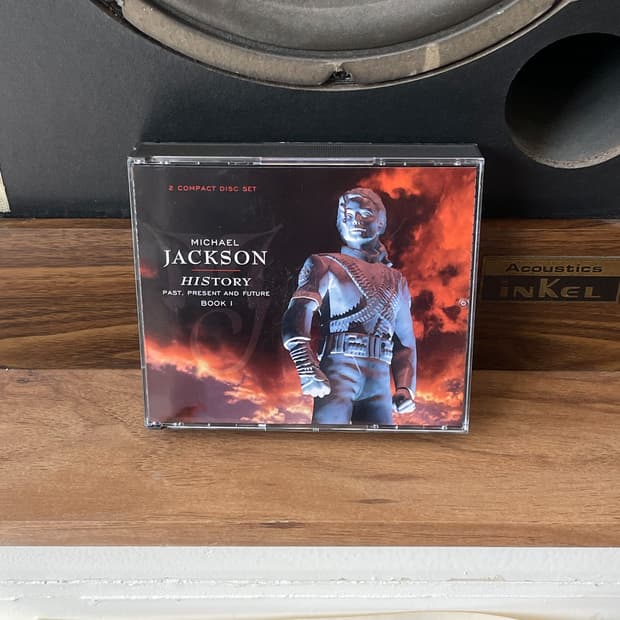 2 COMPACT DISC SET
MICHAEL
JACKSON
HIStory
PAST, PRESENT AND FUTURE
BOOK I
Acoustics
iNKEL